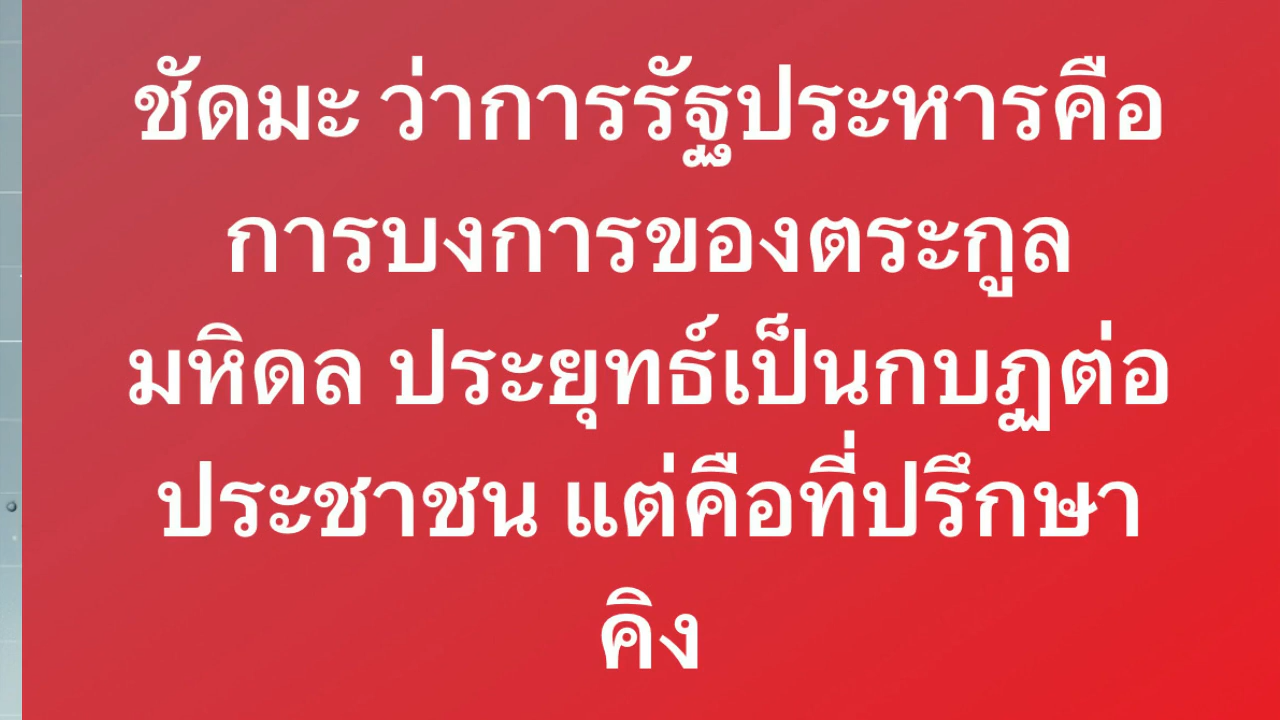 ชัดมะ ว่าการรัฐประหารคือ
การบงการของตระกูล
มหิดล ประยุทธ์เป็นกบฏต่อ
ประชาชน แต่คือที่ปรึกษา
คิง